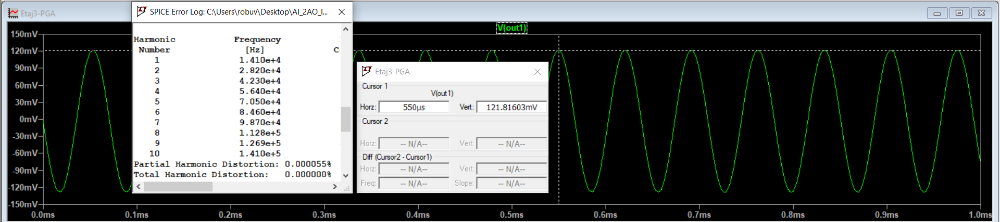 Etaj3-PGA
SPICE Error Log: C:\Users\robuv\Desktop\AI_2AO_I...
V(out1)
150mV
120mV
90mV
60mV
30mV
0mV
-30mV
-60mV
-90mV
-120mV
-150mV
Harmonic Frequency
Number [Hz] C
1 1.410e+4
2 2.820e+4
3 4.230e+4
4 5.640e+4
5 7.050e+4
6 8.460e+4
7 9.870e+4
8 1.128e+5
9 1.269e+5
10 1.410e+5
Partial Harmonic Distortion: 0.000055%
Total Harmonic Distortion: 0.000000%
Etaj3-PGA
Cursor 1
V(out1)
Horz: 550µs Vert: 121.81603mV
Cursor 2
Horz: -- N/A-- Vert: -- N/A--
Diff (Cursor2 - Cursor1)
Horz: -- N/A-- Vert: -- N/A--
Freq: -- N/A-- Slope: -- N/A--
0.0ms 0.1ms 0.2ms 0.3ms 0.4ms 0.5ms 0.6ms 0.7ms 0.8ms 0.9ms 1.0ms